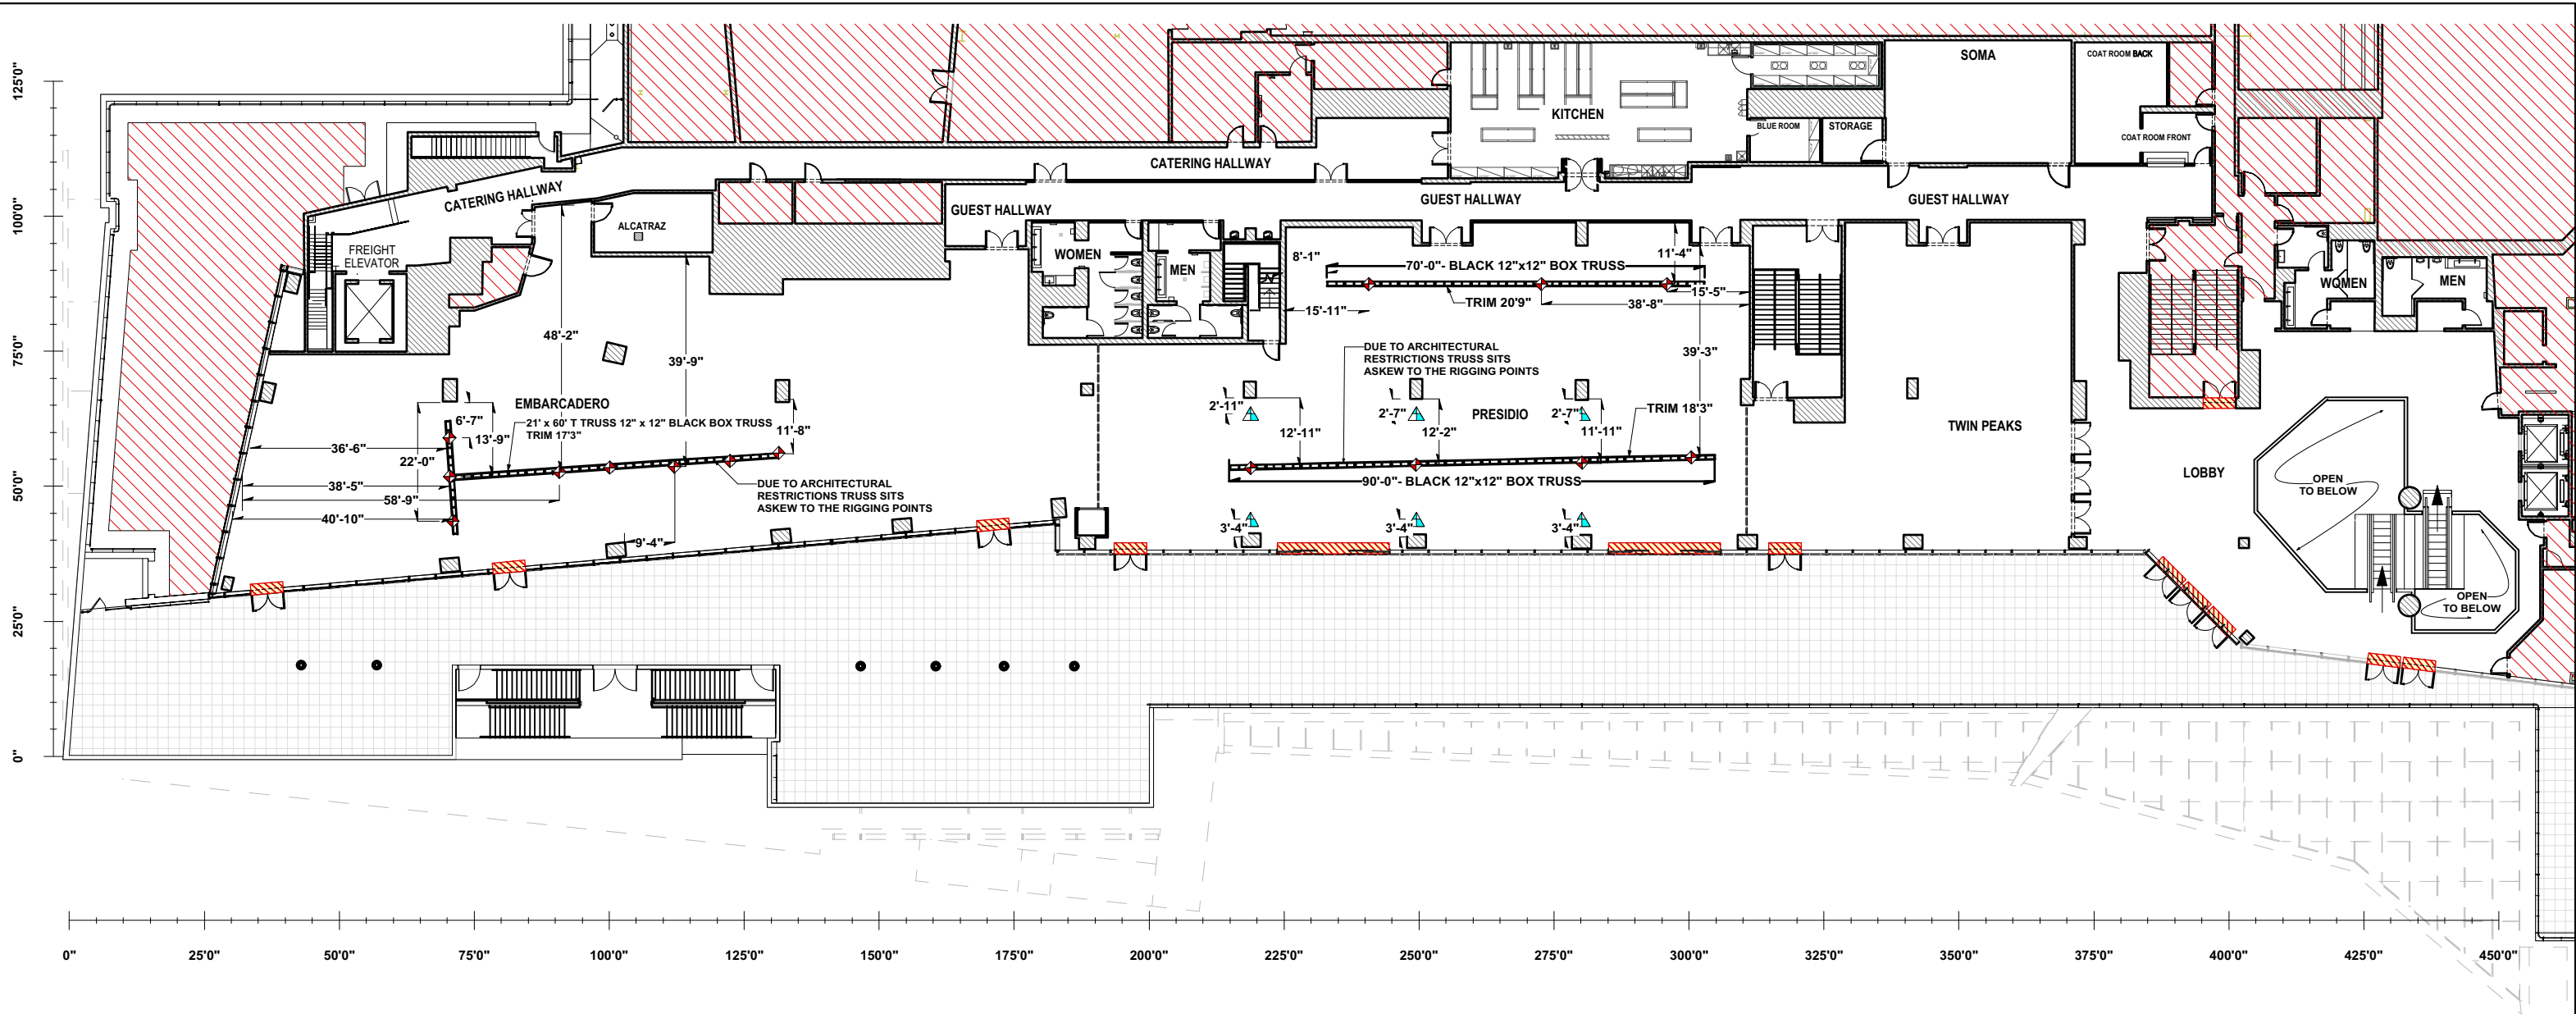 125'0"
100'0"
75'0"
50'0"
25'0"
0"
SOMA
COAT ROOM BACK
KITCHEN
BLUE ROOM
STORAGE
COAT ROOM FRONT
CATERING HALLWAY
CATERING HALLWAY
GUEST HALLWAY
GUEST HALLWAY
GUEST HALLWAY
ALCATRAZ
FREIGHT
ELEVATOR
WOMEN
MEN
8'-1"
11'-4"
70'-0"- BLACK 12"x12" BOX TRUSS
15'-5"
TRIM 20'9"
38'-8"
15'-11"
WOMEN
MEN
48'-2"
39'-9"
39'-3"
DUE TO ARCHITECTURAL
RESTRICTIONS TRUSS SITS
ASKEW TO THE RIGGING POINTS
EMBARCADERO
21' x 60' T TRUSS 12" x 12" BLACK BOX TRUSS
TRIM 17'3"
6'-7"
13'-9"
36'-6"
22'-0"
38'-5"
58'-9"
40'-10"
11'-8"
9'-4"
DUE TO ARCHITECTURAL
RESTRICTIONS TRUSS SITS
ASKEW TO THE RIGGING POINTS
2'-11"
2'-7"
PRESIDIO
2'-7"
TRIM 18'3"
12'-11"
12'-2"
11'-11"
90'-0"- BLACK 12"x12" BOX TRUSS
3'-4"
3'-4"
3'-4"
TWIN PEAKS
LOBBY
OPEN
TO BELOW
OPEN
TO BELOW
0"
25'0"
50'0"
75'0"
100'0"
125'0"
150'0"
175'0"
200'0"
225'0"
250'0"
275'0"
300'0"
325'0"
350'0"
375'0"
400'0"
425'0"
450'0"